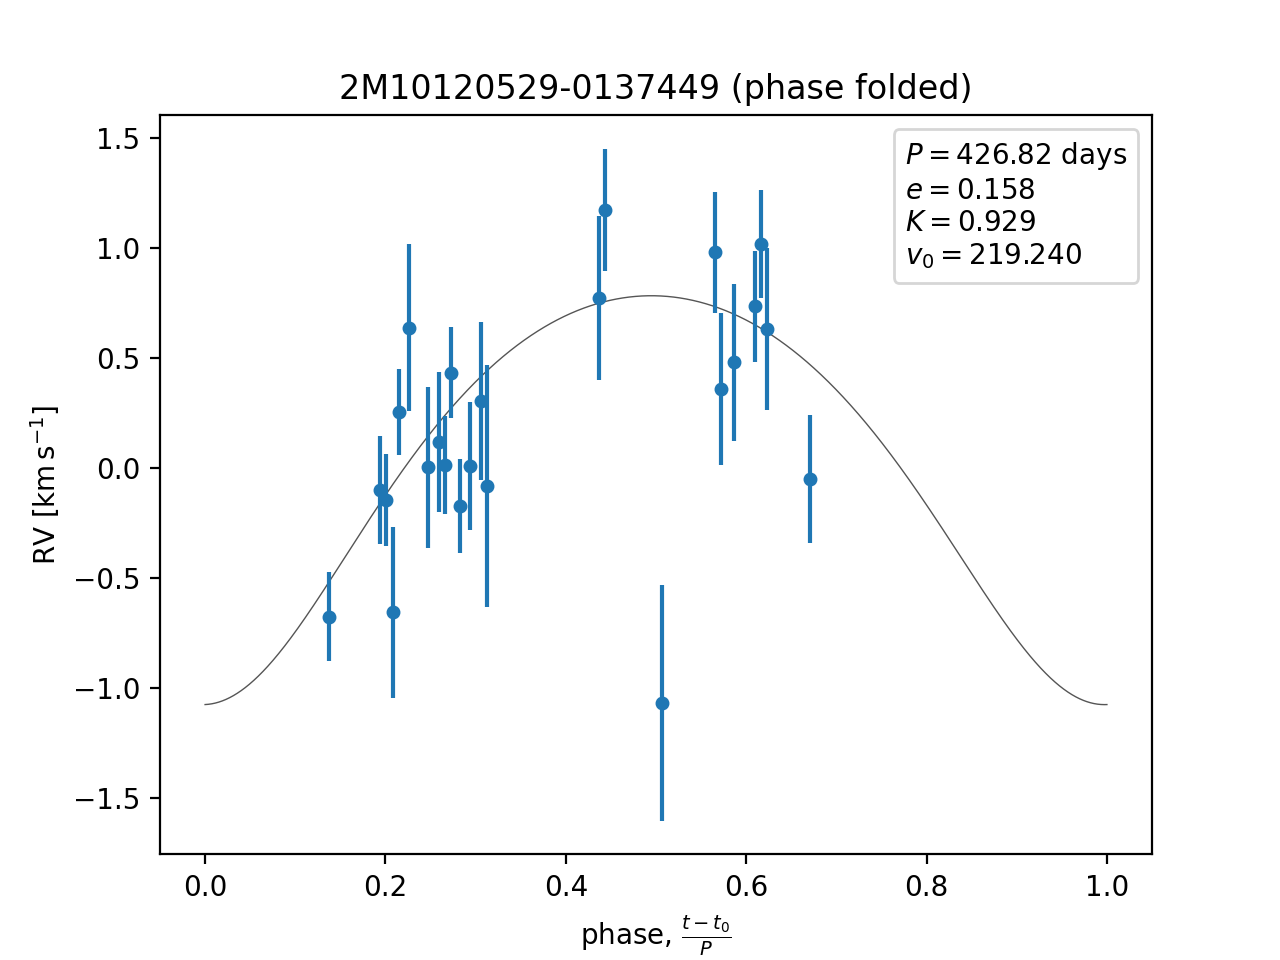 2M10120529-0137449 (phase folded)
P = 426.82 days
e = 0.158
K = 0.929
v₀ = 219.240
RV [km s⁻¹]
1.5
1.0
0.5
0.0
−0.5
−1.0
−1.5
0.0 0.2 0.4 0.6 0.8 1.0
phase, (t − t₀)/P